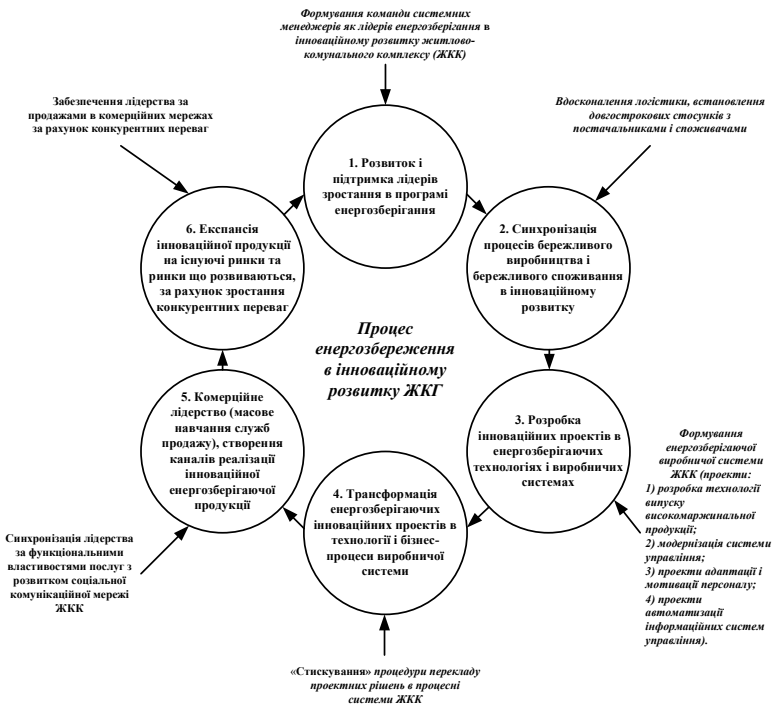 Формування команди системних
менеджерів як лідерів енергозберігання в
інноваційному розвитку житлово-
комунального комплексу (ЖКК)
Забезпечення лідерства за
продажами в комерційних мережах
за рахунок конкурентних переваг
Вдосконалення логістики, встановлення
довгострокових стосунків з
постачальниками і споживачами
1. Розвиток і
підтримка лідерів
зростання в програмі
енергозберігання
2. Синхронізація
процесів бережливого
виробництва і
бережливого споживання
в інноваційному
розвитку
6. Експансія
інноваційної продукції
на існуючі ринки та
ринки що розвиваються,
за рахунок зростання
конкурентних переваг
Процес
енергозбереження
в інноваційному
розвитку ЖКГ
5. Комерційне
лідерство (масове
навчання служб
продажу), створення
каналів реалізації
інноваційної
енергозберігаючої
продукції
3. Розробка
інноваційних проектів в
енергозберігаючих
технологіях і виробничих
системах
4. Трансформація
енергозберігаючих
інноваційних проектів в
технології і бізнес-
процеси виробничої
системи
Формування
енергозберігаючої
виробничої системи
ЖКК (проекти:
1) розробка технології
випуску
високомаржинальної
продукції;
2) модернізація системи
управління;
3) проекти адаптації і
мотивації персоналу;
4) проекти
автоматизації
інформаційних систем
управління).
Синхронізація лідерства
за функціональними
властивостями послуг з
розвитком соціальної
комунікаційної мережі
ЖКК
«Стискування» процедури перекладу
проектних рішень в процесні
системи ЖКК